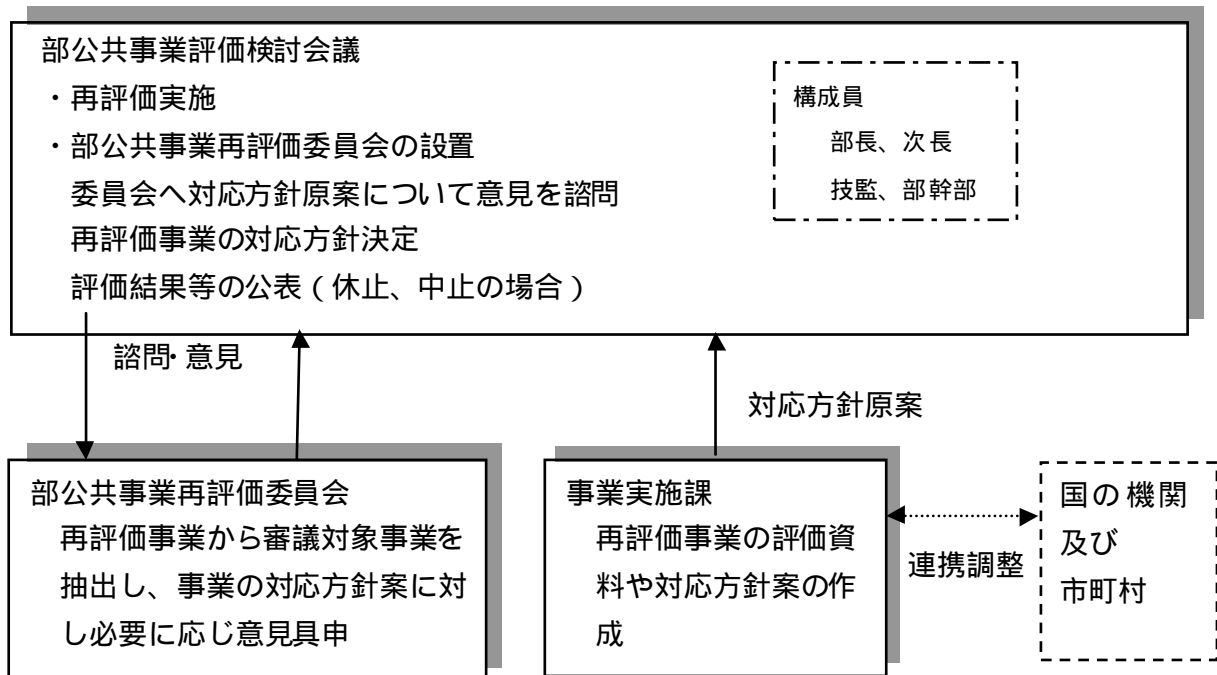 部公共事業評価検討会議
・再評価実施
・部公共事業再評価委員会の設置
委員会へ対応方針原案について意見を諮問
再評価事業の対応方針決定
評価結果等の公表(休止、中止の場合)
構成員
部長、次長
技監、部幹部
諮問・意見
対応方針原案
部公共事業再評価委員会
再評価事業から審議対象事業を
抽出し、事業の対応方針案に対
し必要に応じ意見具申
事業実施課
再評価事業の評価資
料や対応方針案の作
成
連携調整
国の機関
及び
市町村